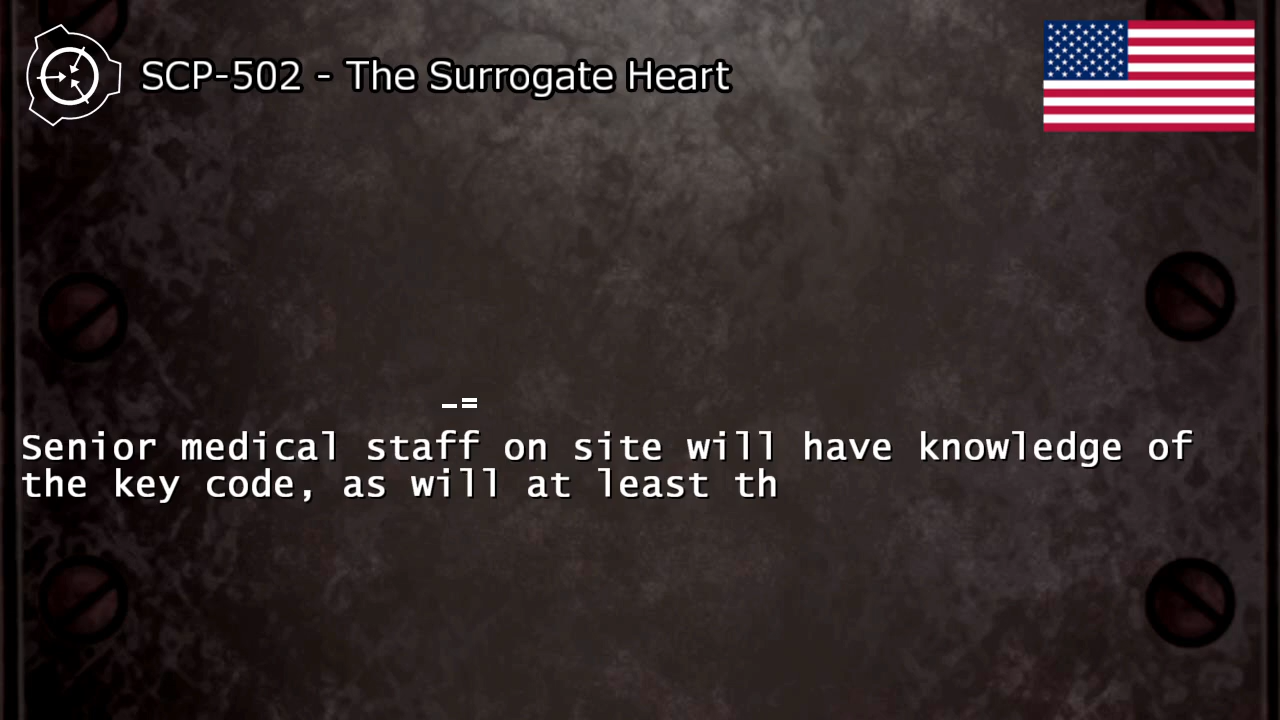 SCP-502 - The Surrogate Heart
-=
Senior medical staff on site will have knowledge of
the key code, as will at least th